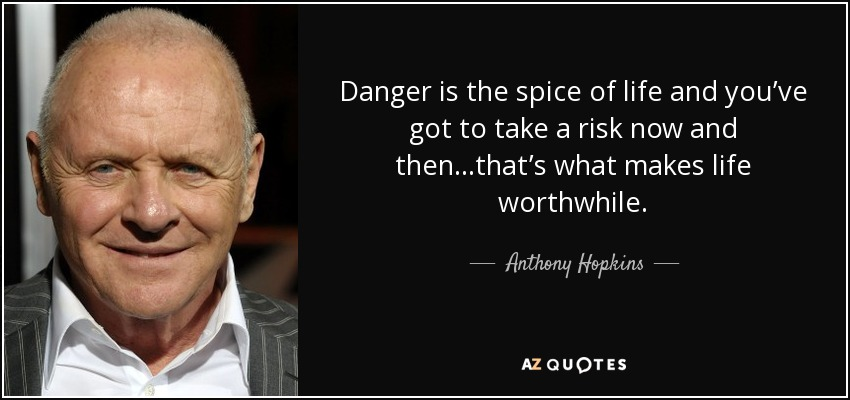 Danger is the spice of life and you’ve
got to take a risk now and
then...that’s what makes life
worthwhile.
Anthony Hopkins
AZ QUOTES